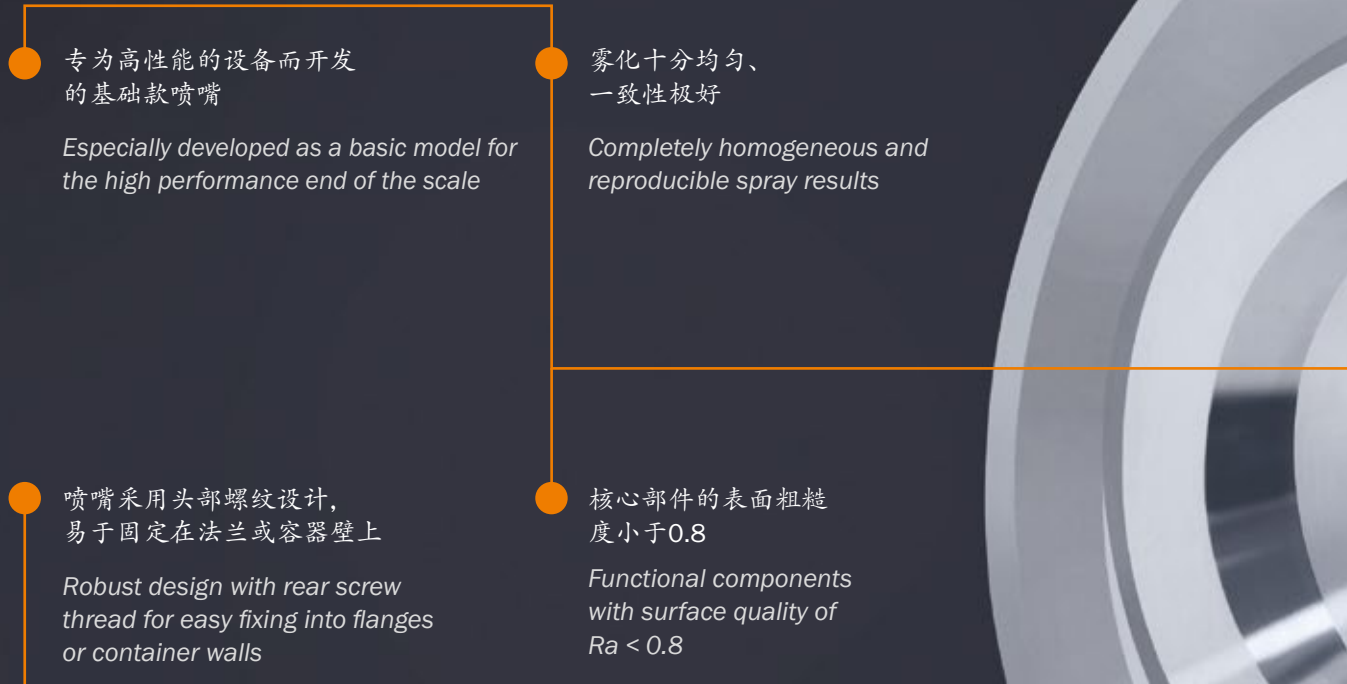 专为高性能的设备而开发
的基础款喷嘴
Especially developed as a basic model for
the high performance end of the scale
雾化十分均匀、
一致性极好
Completely homogeneous and
reproducible spray results
喷嘴采用头部螺纹设计,
易于固定在法兰或容器壁上
Robust design with rear screw
thread for easy fixing into flanges
or container walls
核心部件的表面粗糙
度小于0.8
Functional components
with surface quality of
Ra < 0.8